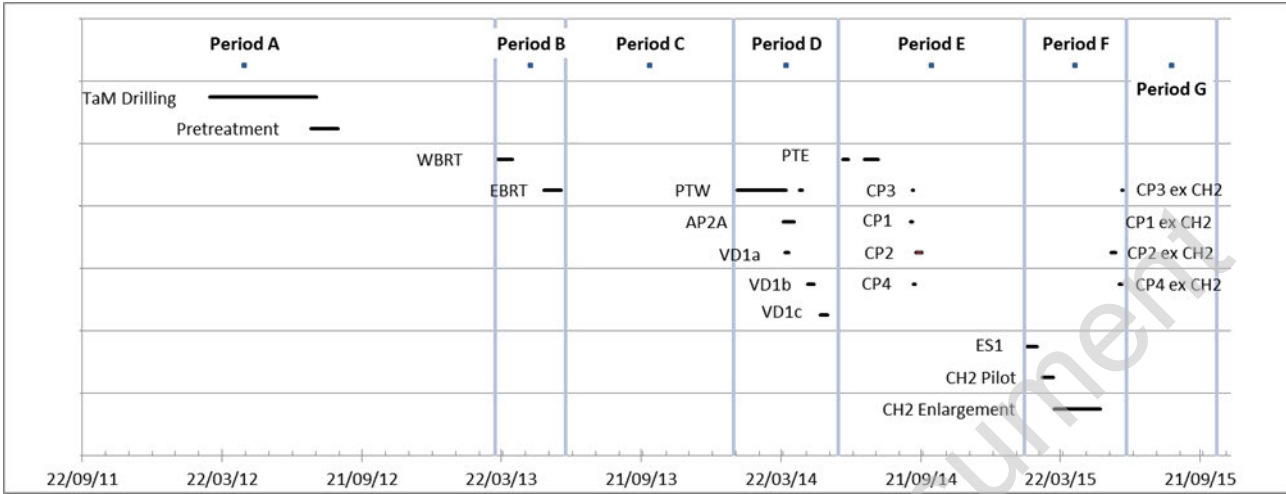 Period A Period B Period C Period D Period E Period F
Period G
TaM Drilling
Pretreatment
WBRT PTE
EBRT PTW CP3 CP3 ex CH2
AP2A CP1 CP1 ex CH2
VD1a CP2 CP2 ex CH2
VD1b CP4 CP4 ex CH2
VD1c
ES1
CH2 Pilot
CH2 Enlargement
22/09/11 22/03/12 21/09/12 22/03/13 21/09/13 22/03/14 21/09/14 22/03/15 21/09/15